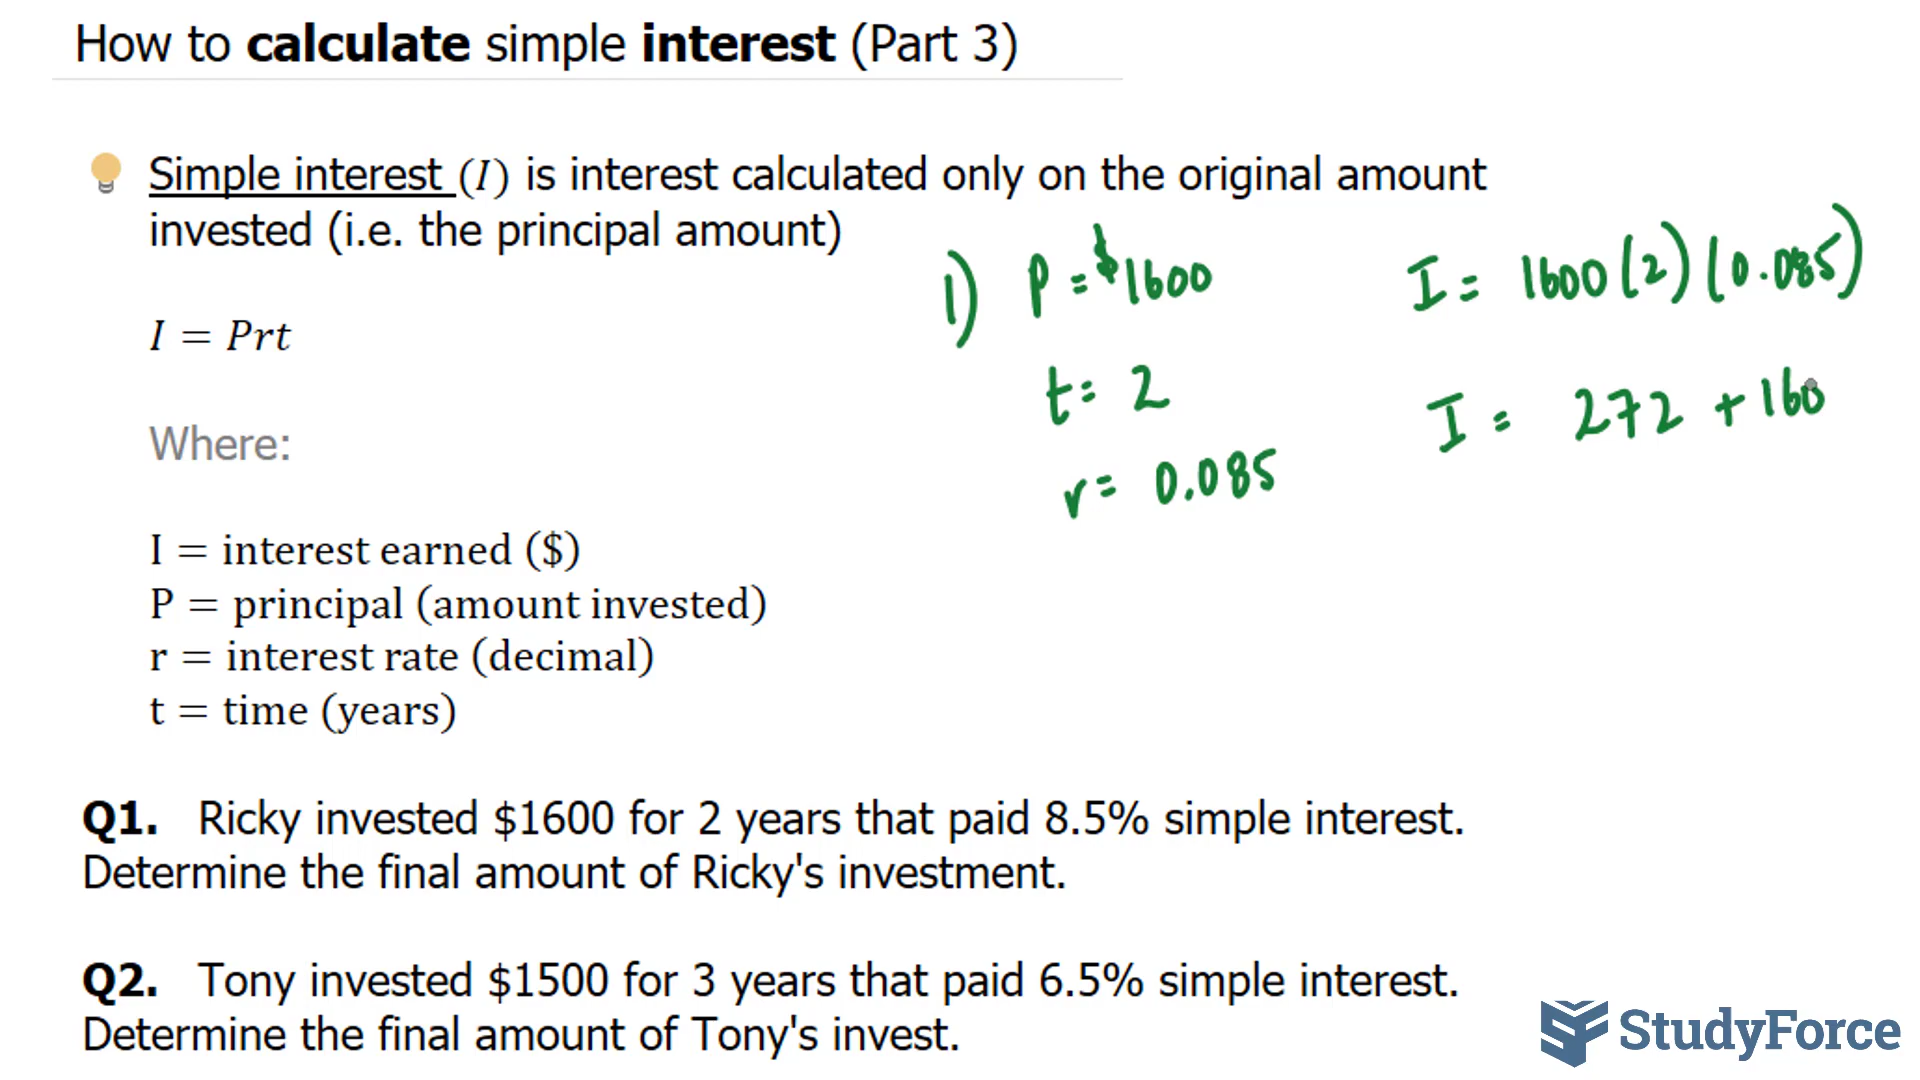 How to calculate simple interest (Part 3)
Simple interest (I) is interest calculated only on the original amount
invested (i.e. the principal amount)
I = Prt
Where:
I = interest earned ($)
P = principal (amount invested)
r = interest rate (decimal)
t = time (years)
1) P = $1600
t = 2
r = 0.085
I = 1600 (2) (0.085)
I = 272 + 160
Q1. Ricky invested $1600 for 2 years that paid 8.5% simple interest.
Determine the final amount of Ricky's investment.
Q2. Tony invested $1500 for 3 years that paid 6.5% simple interest.
Determine the final amount of Tony's invest.
StudyForce